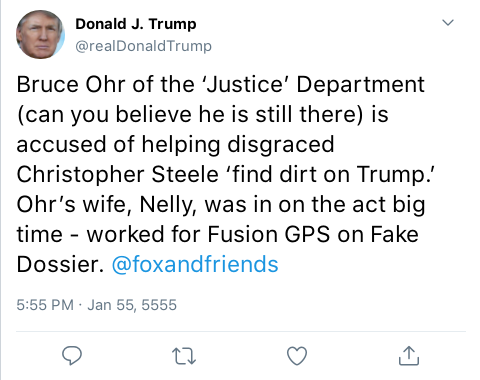 Donald J. Trump
@realDonaldTrump
Bruce Ohr of the ‘Justice’ Department
(can you believe he is still there) is
accused of helping disgraced
Christopher Steele ‘find dirt on Trump.’
Ohr’s wife, Nelly, was in on the act big
time - worked for Fusion GPS on Fake
Dossier. @foxandfriends
5:55 PM · Jan 55, 5555